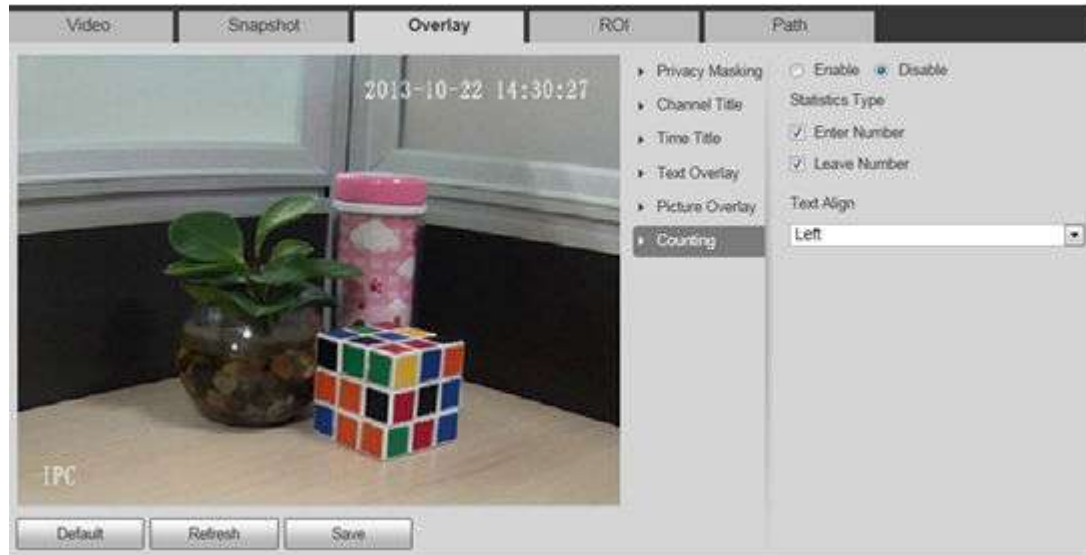 Video
Snapshot
Overlay
ROI
Path
2013-10-22 14:30:27
IPC
Privacy Masking
Channel Title
Time Title
Text Overlay
Picture Overlay
Counting
Enable
Disable
Statistics Type
Enter Number
Leave Number
Text Align
Left
Default
Refresh
Save